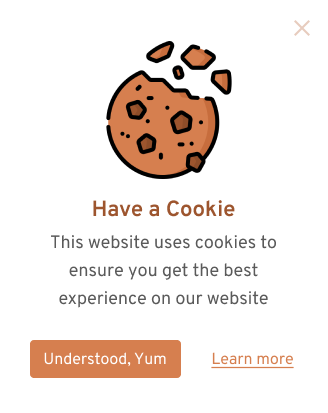 Have a Cookie
This website uses cookies to
ensure you get the best
experience on our website
Understood, Yum
Learn more